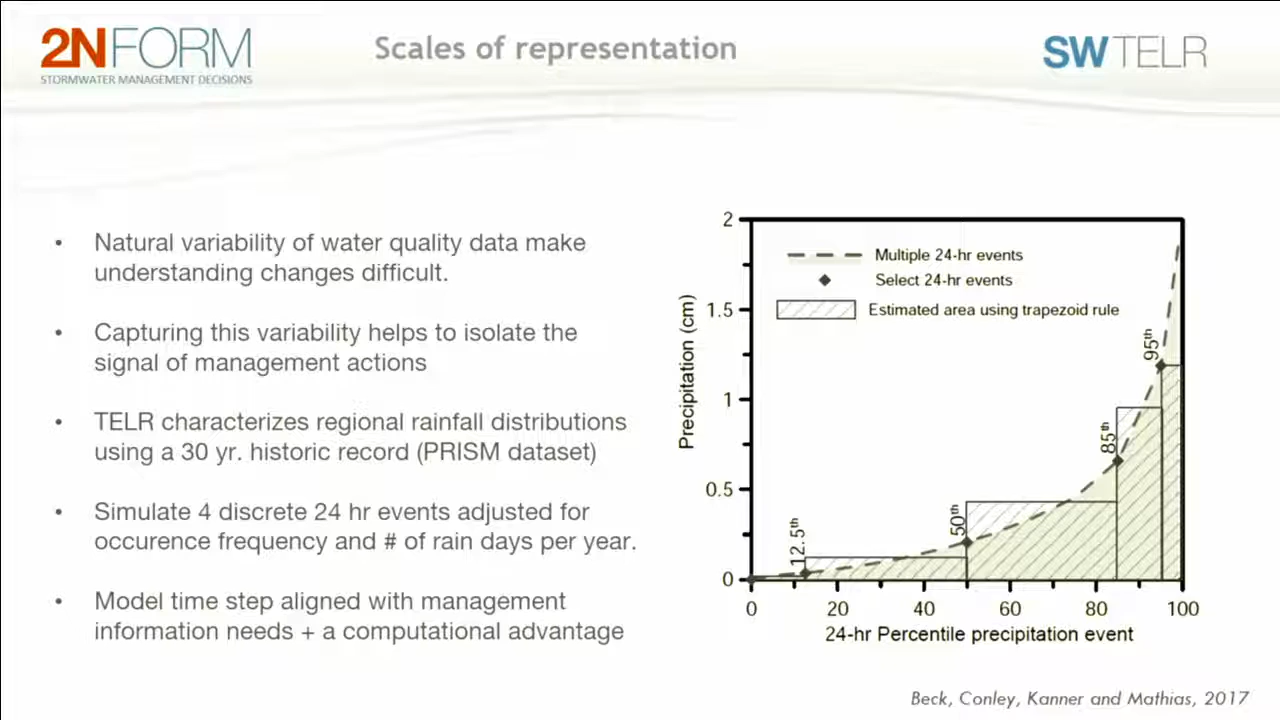 2NFORM
STORMWATER MANAGEMENT DECISIONS
Scales of representation
SWTELR
• Natural variability of water quality data make
understanding changes difficult.
• Capturing this variability helps to isolate the
signal of management actions
• TELR characterizes regional rainfall distributions
using a 30 yr. historic record (PRISM dataset)
• Simulate 4 discrete 24 hr events adjusted for
occurence frequency and # of rain days per year.
• Model time step aligned with management
information needs + a computational advantage
Precipitation (cm)
2
1.5
1
0.5
0
Multiple 24-hr events
Select 24-hr events
Estimated area using trapezoid rule
12.5th
50th
85th
95th
0 20 40 60 80 100
24-hr Percentile precipitation event
Beck, Conley, Kanner and Mathias, 2017